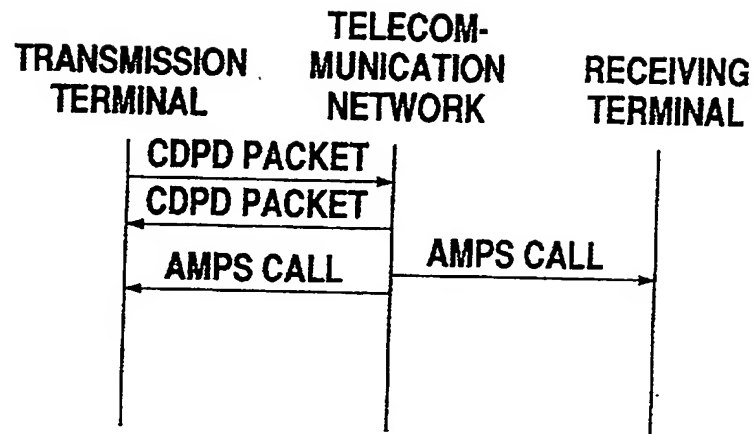 TRANSMISSION
TERMINAL
TELECOM-
MUNICATION
NETWORK
RECEIVING
TERMINAL
CDPD PACKET
CDPD PACKET
AMPS CALL
AMPS CALL